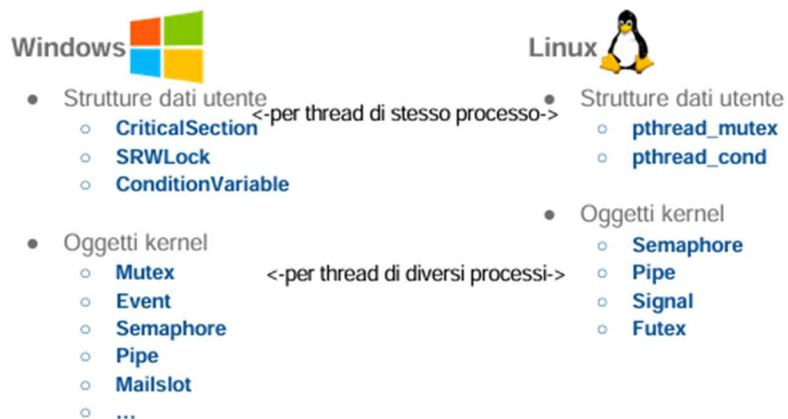 Windows
● Strutture dati utente
○ CriticalSection
○ SRWLock
○ ConditionVariable
● Oggetti kernel
○ Mutex
○ Event
○ Semaphore
○ Pipe
○ Mailslot
○ ...
<-per thread di stesso processo->
<-per thread di diversi processi->
Linux
● Strutture dati utente
○ pthread_mutex
○ pthread_cond
● Oggetti kernel
○ Semaphore
○ Pipe
○ Signal
○ Futex